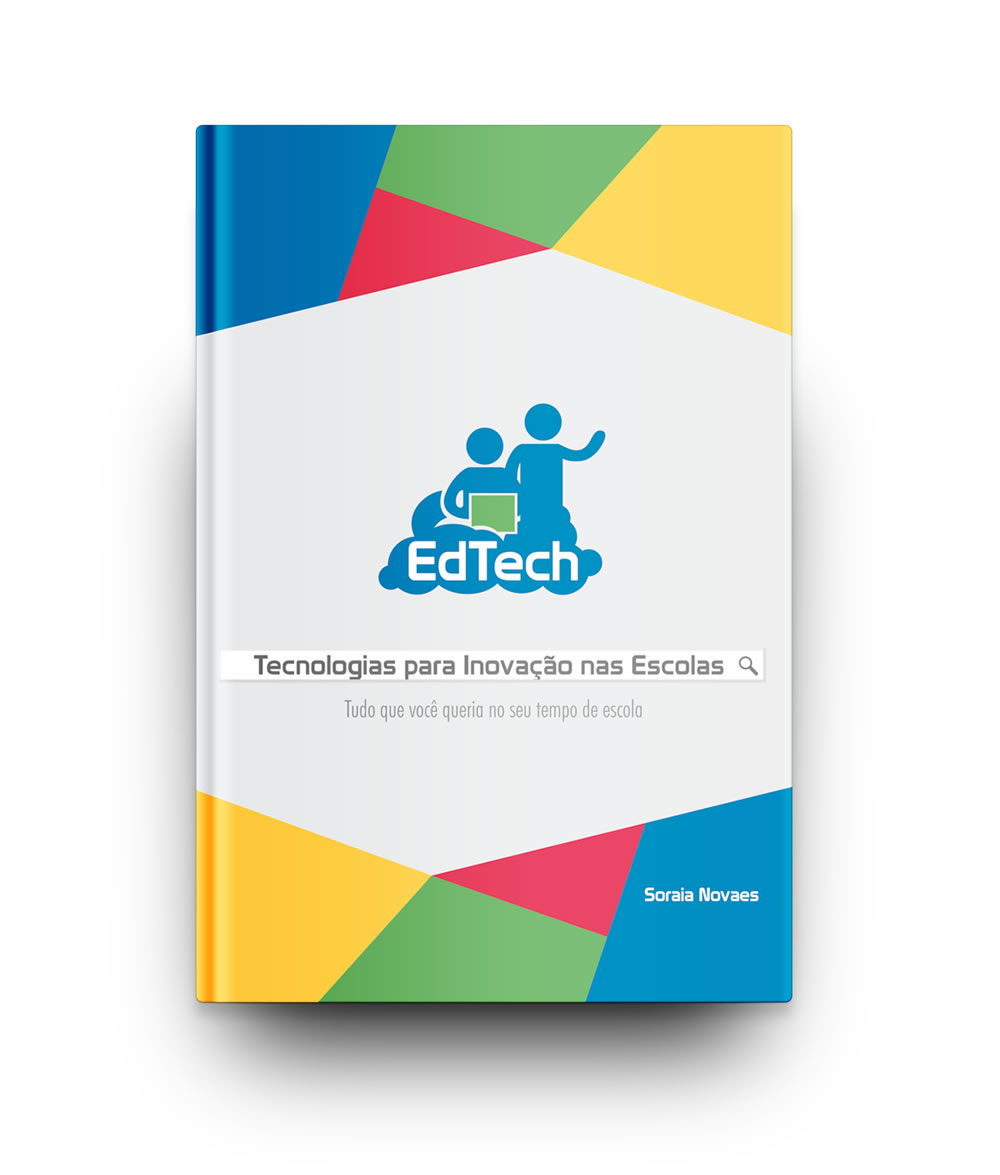 EdTech
Tecnologias para Inovação nas Escolas
Tudo que você queria no seu tempo de escola
Soraia Novaes